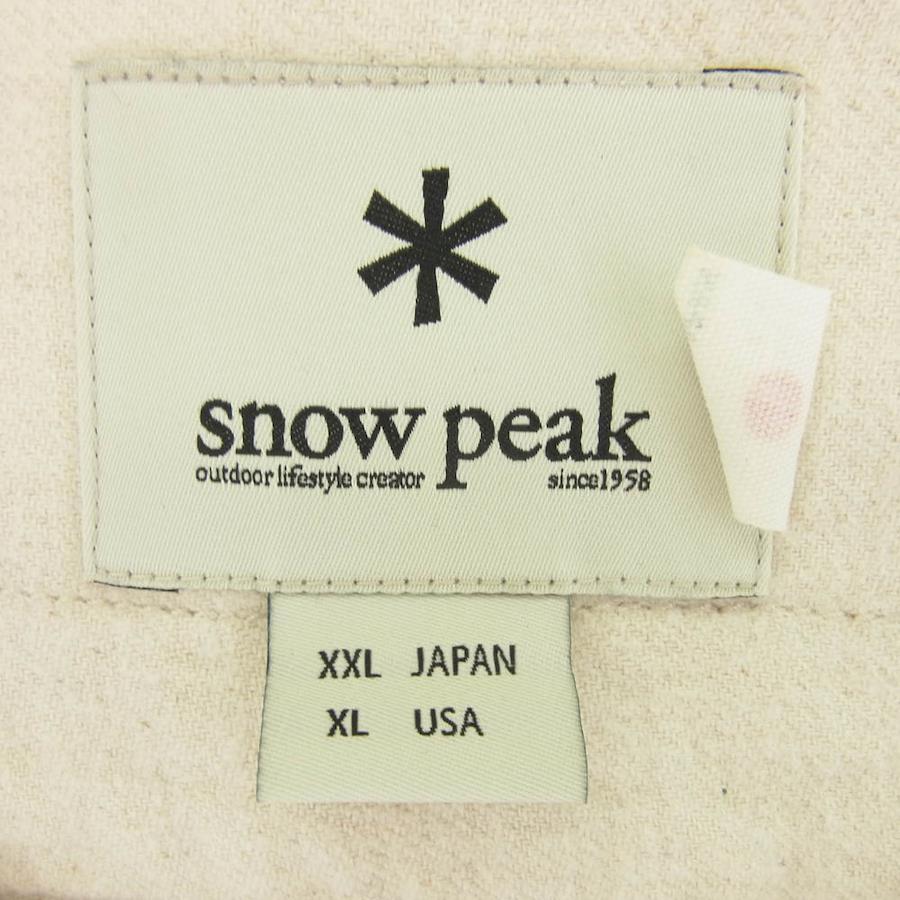 snow peak
outdoor lifestyle creator since1958
XXL JAPAN
XL USA